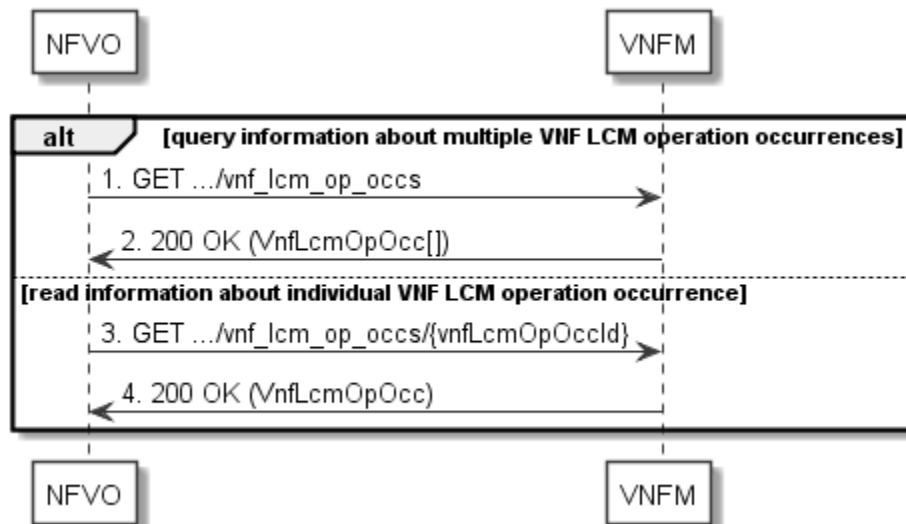 NFVO VNFM
alt [query information about multiple VNF LCM operation occurrences]
1. GET .../vnf_lcm_op_occs
2. 200 OK (VnfLcmOpOcc[])
[read information about individual VNF LCM operation occurrence]
3. GET .../vnf_lcm_op_occs/{vnfLcmOpOccId}
4. 200 OK (VnfLcmOpOcc)
NFVO VNFM